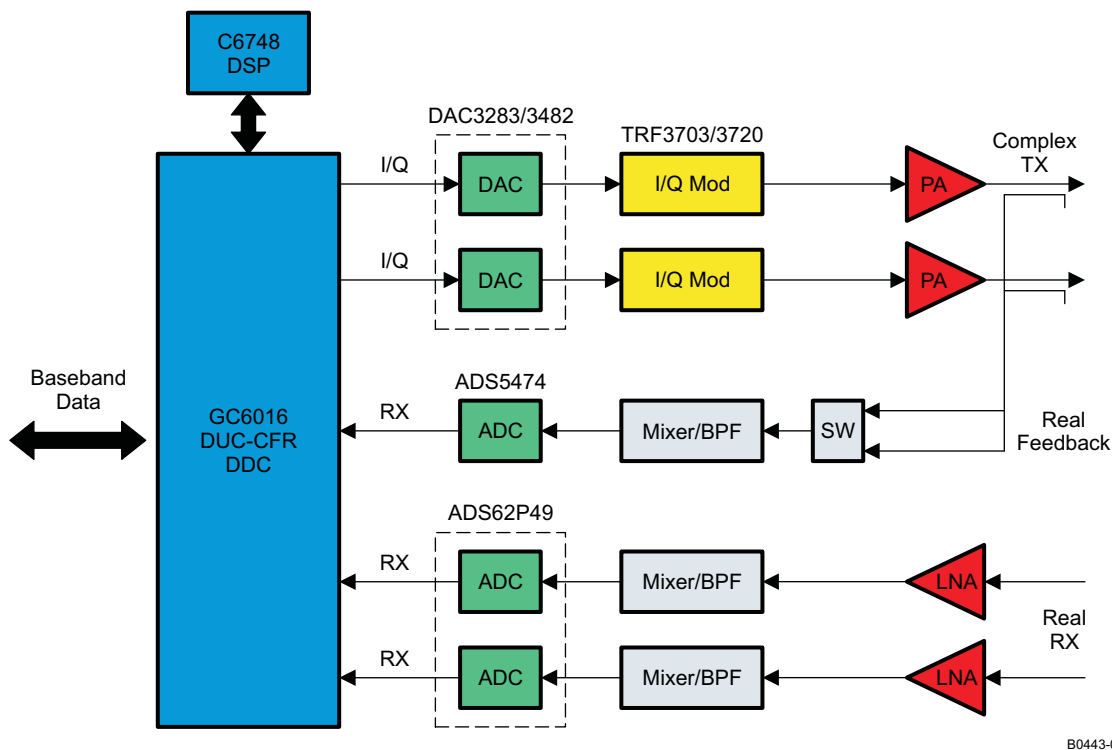 C6748
DSP
DAC3283/3482
TRF3703/3720
Complex
TX
I/Q
DAC
I/Q Mod
PA
I/Q
DAC
I/Q Mod
PA
Baseband
Data
GC6016
DUC-CFR
DDC
ADS5474
RX
ADC
Mixer/BPF
SW
Real
Feedback
ADS62P49
RX
ADC
Mixer/BPF
LNA
Real
RX
RX
ADC
Mixer/BPF
LNA